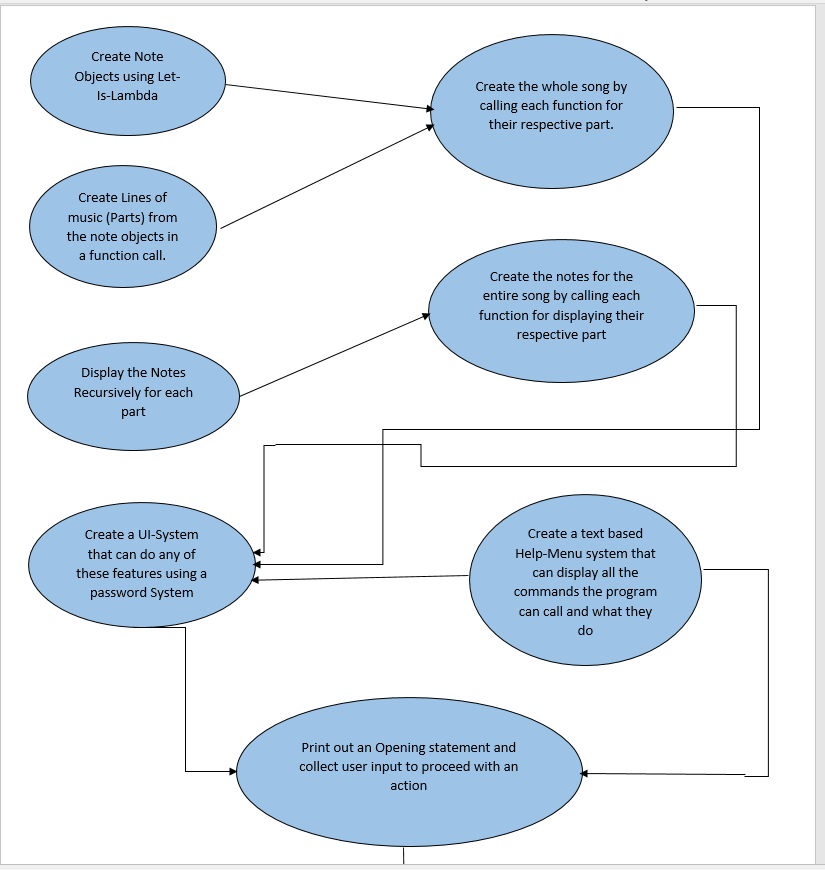 Create Note
Objects using Let-
Is-Lambda
Create the whole song by
calling each function for
their respective part.
Create Lines of
music (Parts) from
the note objects in
a function call.
Create the notes for the
entire song by calling each
function for displaying their
respective part
Display the Notes
Recursively for each
part
Create a UI-System
that can do any of
these features using a
password System
Create a text based
Help-Menu system that
can display all the
commands the program
can call and what they
do
Print out an Opening statement and
collect user input to proceed with an
action